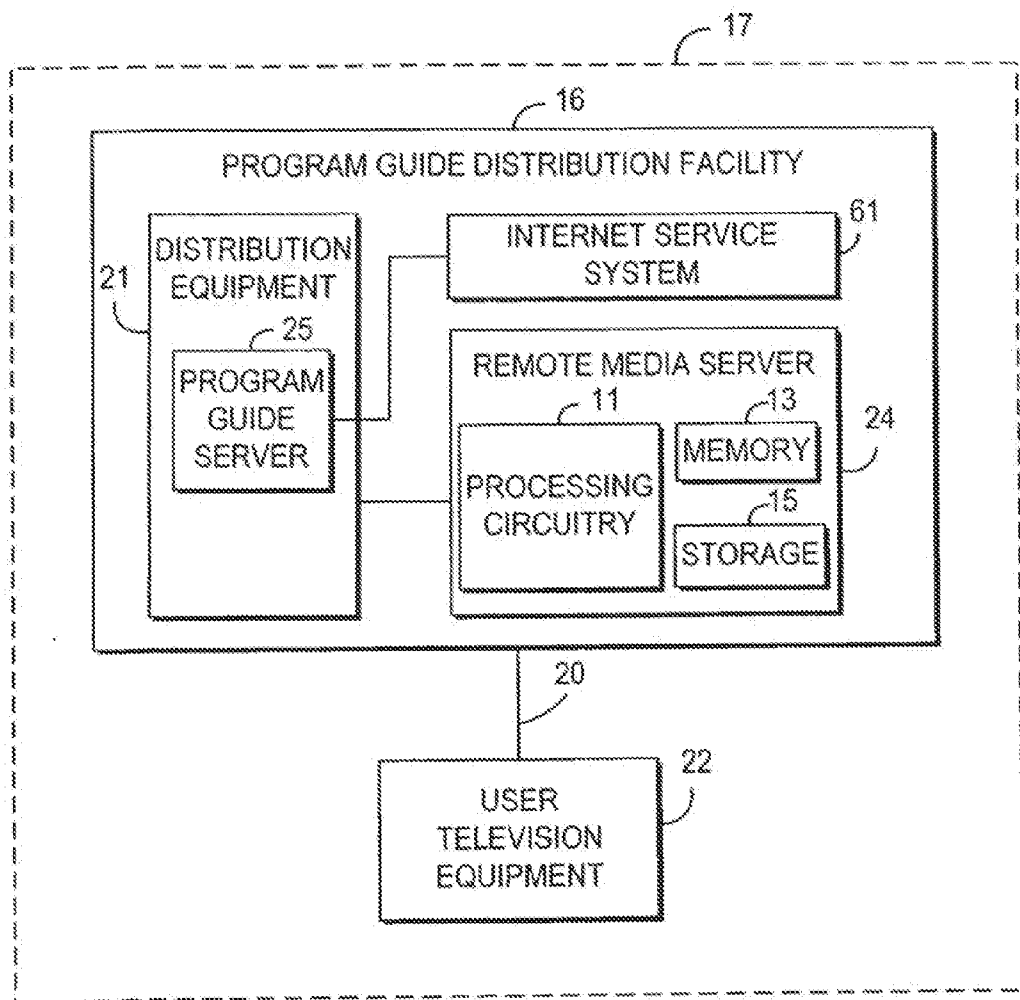 17
16
PROGRAM GUIDE DISTRIBUTION FACILITY
DISTRIBUTION
EQUIPMENT
21
25
PROGRAM
GUIDE
SERVER
INTERNET SERVICE
SYSTEM
61
REMOTE MEDIA SERVER
11
PROCESSING
CIRCUITRY
13
MEMORY
24
15
STORAGE
20
USER
TELEVISION
EQUIPMENT
22